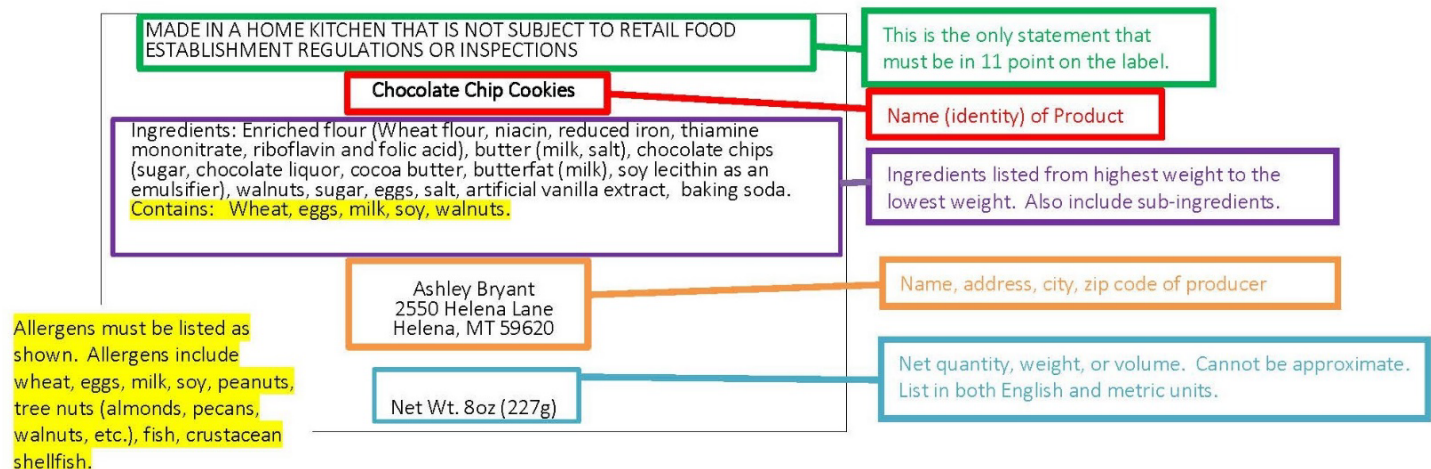 MADE IN A HOME KITCHEN THAT IS NOT SUBJECT TO RETAIL FOOD
ESTABLISHMENT REGULATIONS OR INSPECTIONS
This is the only statement that
must be in 11 point on the label.
Chocolate Chip Cookies
Name (identity) of Product
Ingredients: Enriched flour (Wheat flour, niacin, reduced iron, thiamine
mononitrate, riboflavin and folic acid), butter (milk, salt), chocolate chips
(sugar, chocolate liquor, cocoa butter, butterfat (milk), soy lecithin as an
emulsifier), walnuts, sugar, eggs, salt, artificial vanilla extract, baking soda.
Contains: Wheat, eggs, milk, soy, walnuts.
Ingredients listed from highest weight to the
lowest weight. Also include sub-ingredients.
Ashley Bryant
2550 Helena Lane
Helena, MT 59620
Name, address, city, zip code of producer
Allergens must be listed as
shown. Allergens include
wheat, eggs, milk, soy, peanuts,
tree nuts (almonds, pecans,
walnuts, etc.), fish, crustacean
shellfish.
Net Wt. 8oz (227g)
Net quantity, weight, or volume. Cannot be approximate.
List in both English and metric units.